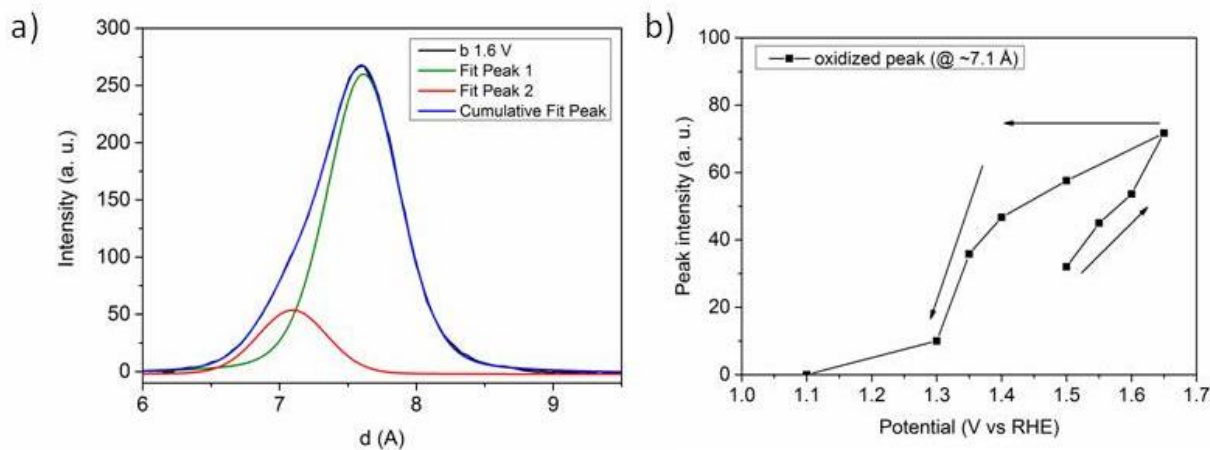 a)
300
250
200
150
100
50
0
Intensity (a. u.)
b 1.6 V
Fit Peak 1
Fit Peak 2
Cumulative Fit Peak
6 7 8 9
d (A)
b)
100
80
60
40
20
0
Peak intensity (a. u.)
oxidized peak (@ ~7.1 Å)
1.0 1.1 1.2 1.3 1.4 1.5 1.6 1.7
Potential (V vs RHE)